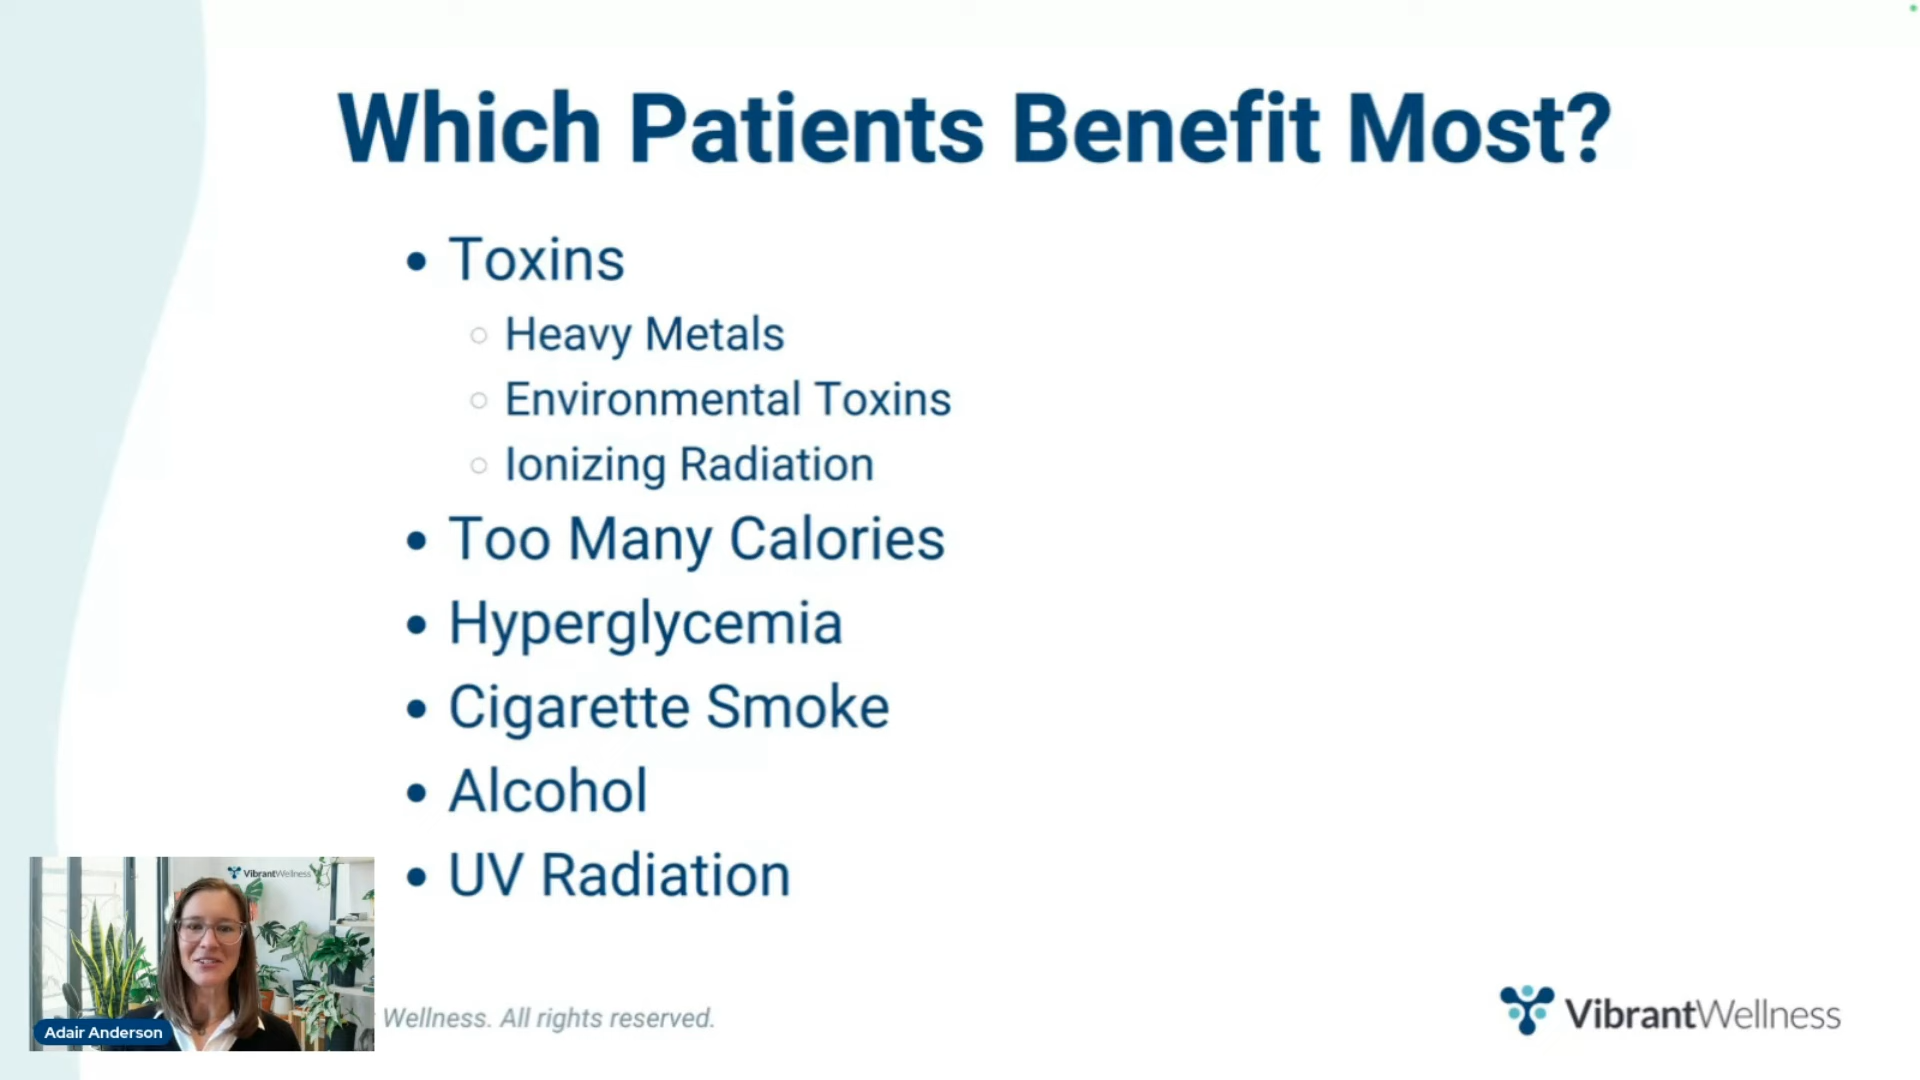 Which Patients Benefit Most?
Toxins
Heavy Metals
Environmental Toxins
Ionizing Radiation
Too Many Calories
Hyperglycemia
Cigarette Smoke
Alcohol
UV Radiation
VibrantWellness
Adair Anderson
Wellness. All rights reserved.
VibrantWellness